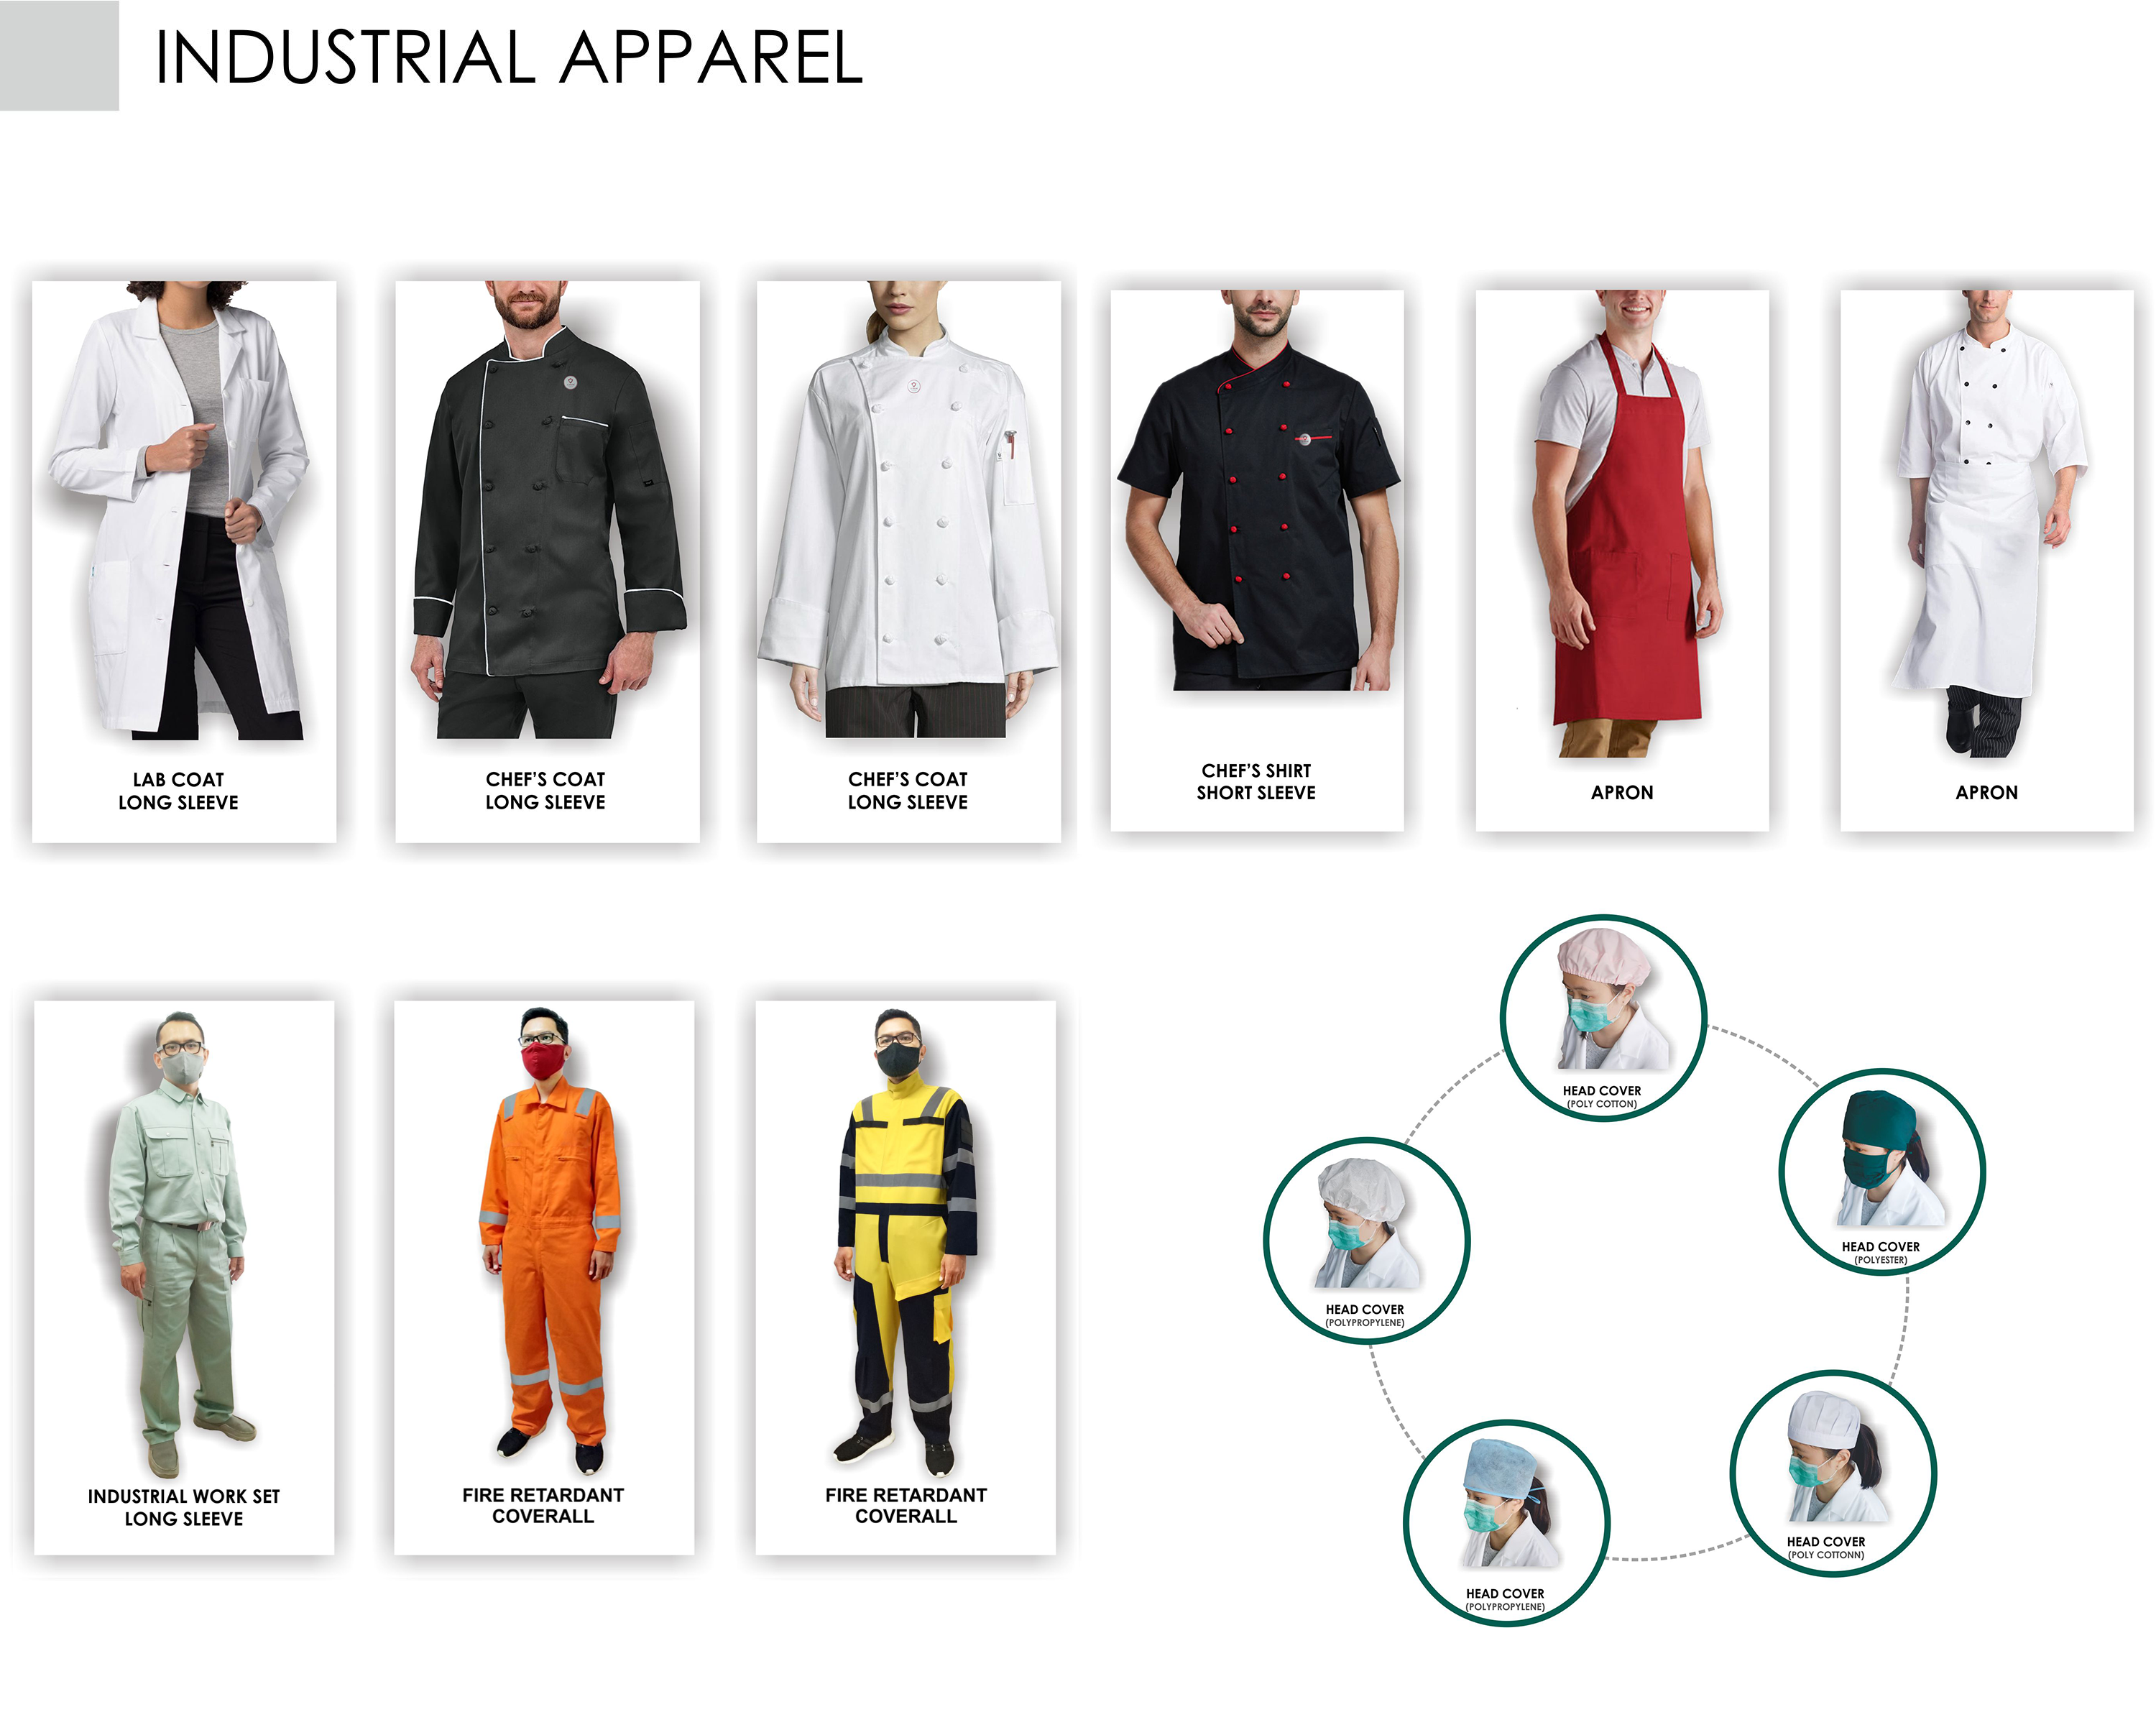 INDUSTRIAL APPAREL
LAB COAT
LONG SLEEVE
CHEF’S COAT
LONG SLEEVE
CHEF’S COAT
LONG SLEEVE
CHEF’S SHIRT
SHORT SLEEVE
APRON
APRON
INDUSTRIAL WORK SET
LONG SLEEVE
FIRE RETARDANT
COVERALL
FIRE RETARDANT
COVERALL
HEAD COVER
(POLY COTTON)
HEAD COVER
(POLYESTER)
HEAD COVER
(POLYPROPYLENE)
HEAD COVER
(POLY COTTONN)
HEAD COVER
(POLYPROPYLENE)